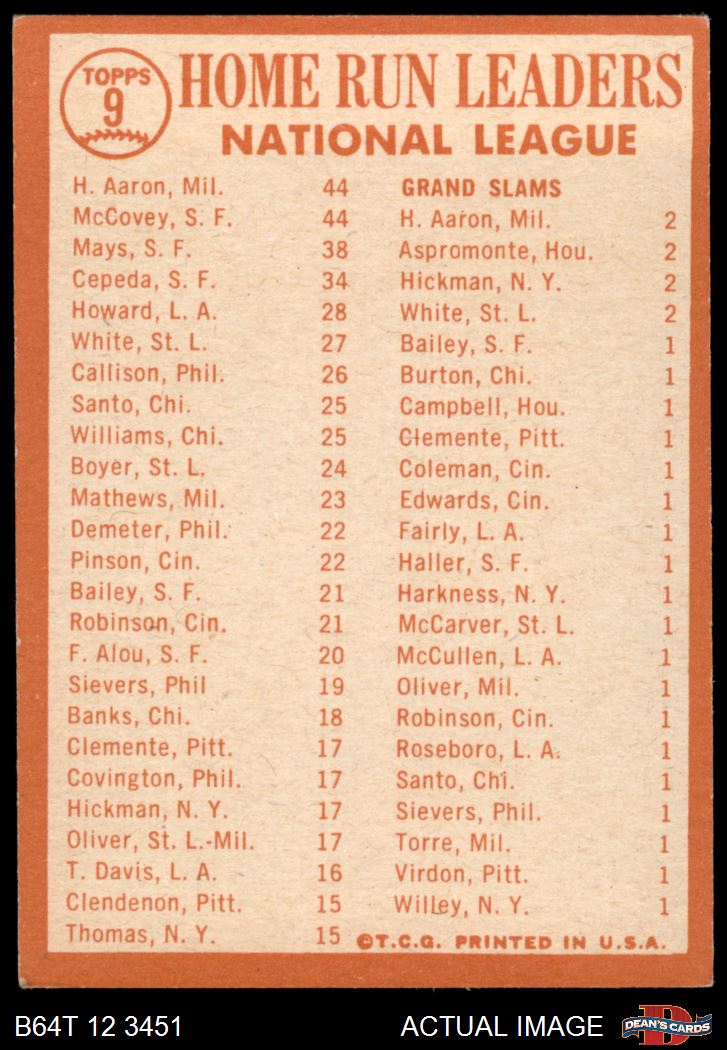 TOPPS
9
HOME RUN LEADERS
NATIONAL LEAGUE
H. Aaron, Mil. 44
McCovey, S. F. 44
Mays, S. F. 38
Cepeda, S. F. 34
Howard, L. A. 28
White, St. L. 27
Callison, Phil. 26
Santo, Chi. 25
Williams, Chi. 25
Boyer, St. L. 24
Mathews, Mil. 23
Demeter, Phil. 22
Pinson, Cin. 22
Bailey, S. F. 21
Robinson, Cin. 21
F. Alou, S. F. 20
Sievers, Phil 19
Banks, Chi. 18
Clemente, Pitt. 17
Covington, Phil. 17
Hickman, N. Y. 17
Oliver, St. L.-Mil. 17
T. Davis, L. A. 16
Clendenon, Pitt. 15
Thomas, N. Y. 15
GRAND SLAMS
H. Aaron, Mil. 2
Aspromonte, Hou. 2
Hickman, N. Y. 2
White, St. L. 2
Bailey, S. F. 1
Burton, Chi. 1
Campbell, Hou. 1
Clemente, Pitt. 1
Coleman, Cin. 1
Edwards, Cin. 1
Fairly, L. A. 1
Haller, S. F. 1
Harkness, N. Y. 1
McCarver, St. L. 1
McCullen, L. A. 1
Oliver, Mil. 1
Robinson, Cin. 1
Roseboro, L. A. 1
Santo, Chi. 1
Sievers, Phil. 1
Torre, Mil. 1
Virdon, Pitt. 1
Willey, N. Y. 1
©T.C.G. PRINTED IN U.S.A.
B64T 12 3451
ACTUAL IMAGE
D
DEAN'S CARDS